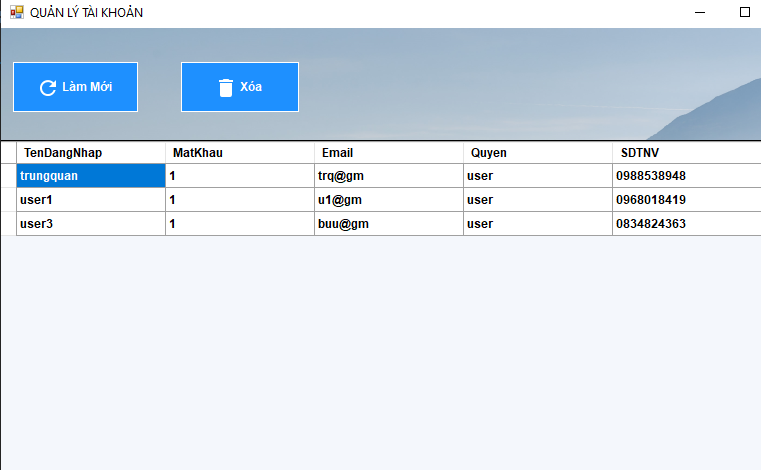 QUẢN LÝ TÀI KHOẢN
Làm Mới Xóa
TenDangNhap MatKhau Email Quyen SDTNV
trungquan 1 trq@gm user 0988538948
user1 1 u1@gm user 0968018419
user3 1 buu@gm user 0834824363